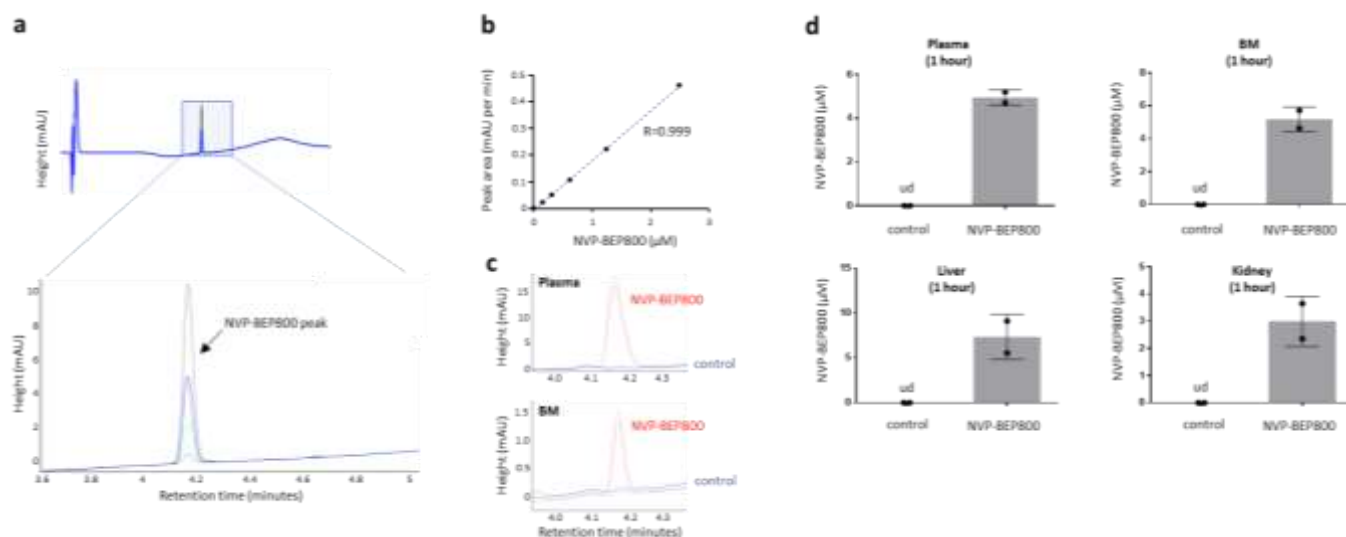 a
Height (mAU)
10
8
6
4
2
0
Height (mAU)
NVP-BEP800 peak
3.6 3.8 4 4.2 4.4 4.6 4.8 5
Retention time (minutes)
b
Peak area (mAU per min)
0.5
0.4
0.3
0.2
0.1
0
R=0.999
0 1 2 3
NVP-BEP800 (µM)
c
Plasma
Height (mAU)
15
10
5
0
NVP-BEP800
control
4.0 4.1 4.2 4.3
BM
Height (mAU)
1.5
1.0
0.5
0
NVP-BEP800
control
4.0 4.1 4.2 4.3
Retention time (minutes)
d
Plasma
(1 hour)
NVP-BEP800 (µM)
6
4
2
0
ud
control NVP-BEP800
BM
(1 hour)
NVP-BEP800 (µM)
8
6
4
2
0
ud
control NVP-BEP800
Liver
(1 hour)
NVP-BEP800 (µM)
15
10
5
0
ud
control NVP-BEP800
Kidney
(1 hour)
NVP-BEP800 (µM)
5
4
3
2
1
0
ud
control NVP-BEP800